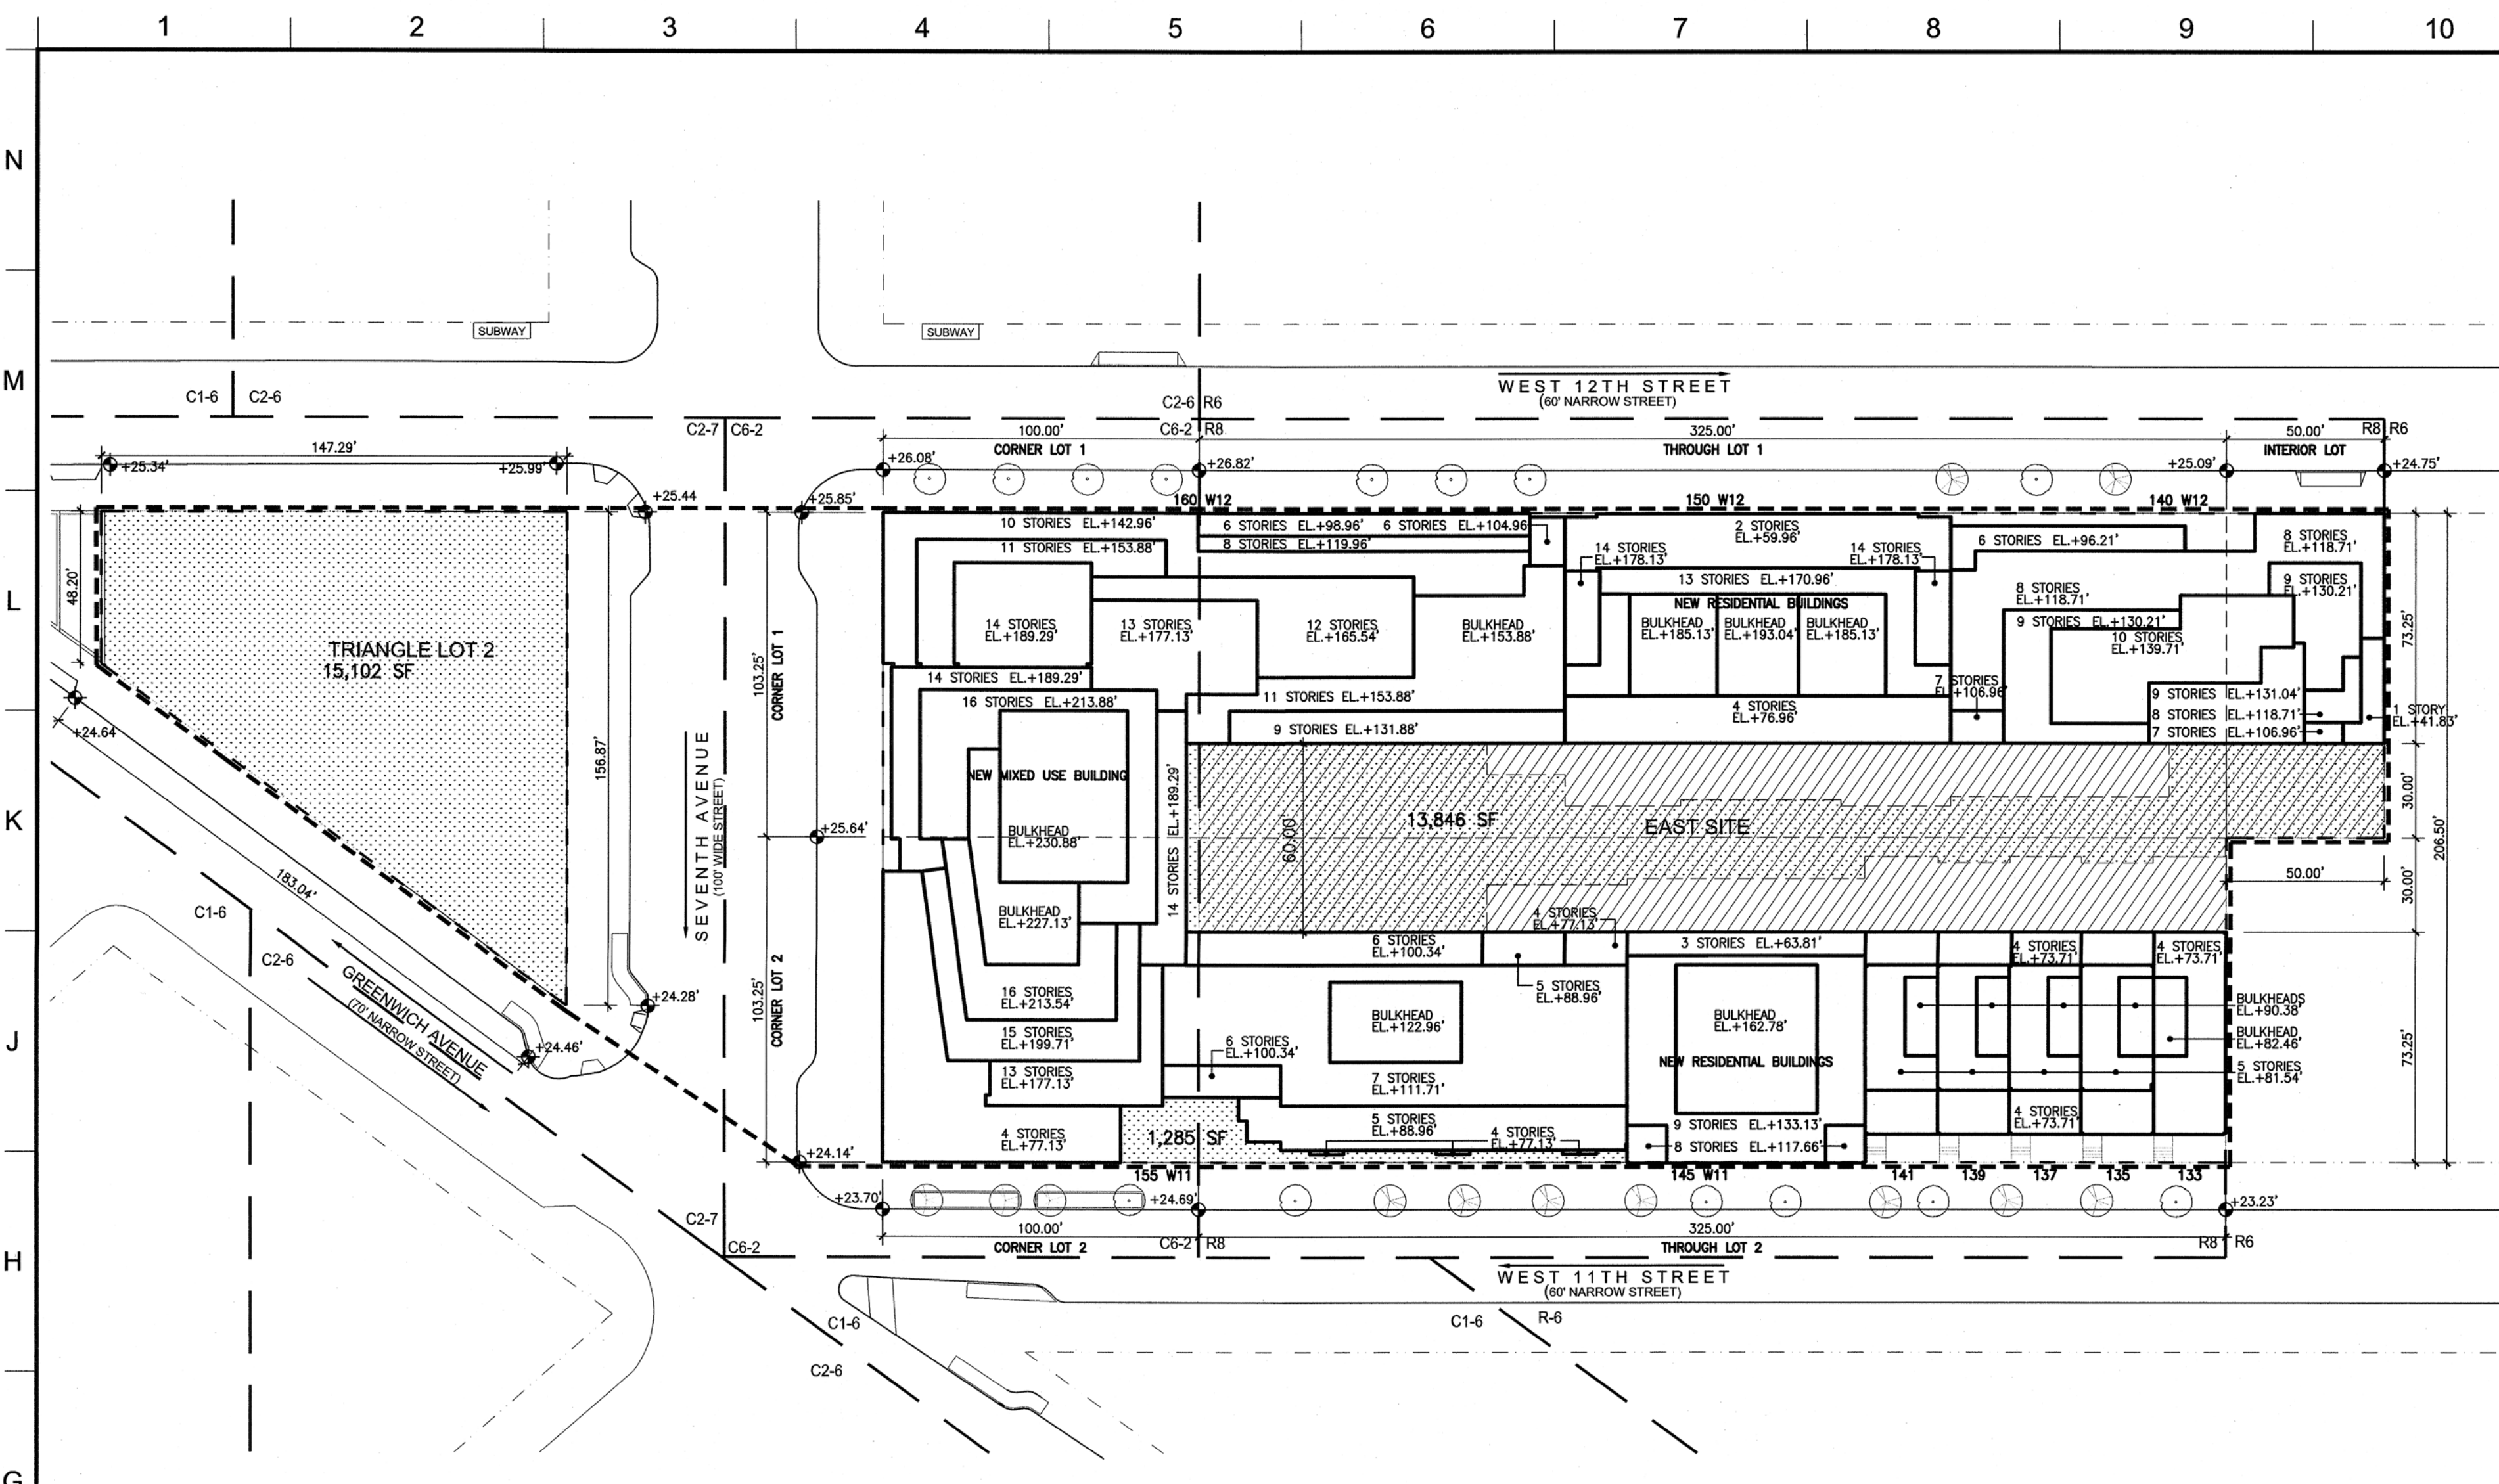 1 2 3 4 5 6 7 8 9 10
N
M
L
K
J
H
G
SUBWAY
SUBWAY
C1-6 C2-6
WEST 12TH STREET
(60' NARROW STREET)
C2-6 R6
C2-7 C6-2
C6-2 R8
R8 R6
147.29'
100.00'
325.00'
50.00'
CORNER LOT 1
THROUGH LOT 1
INTERIOR LOT
+25.34'
+25.99'
+26.08'
+26.82'
+25.09'
+24.75'
+25.44
+25.85'
160 W12
150 W12
140 W12
48.20'
TRIANGLE LOT 2
15,102 SF
156.87'
+24.64
183.04'
C1-6
C2-6
GREENWICH AVENUE
(70' NARROW STREET)
+24.46'
+24.28'
SEVENTH AVENUE
(100' WIDE STREET)
103.25'
CORNER LOT 1
+25.64'
103.25'
CORNER LOT 2
+24.14'
10 STORIES EL.+142.96'
11 STORIES EL.+153.88'
14 STORIES
EL.+189.29'
13 STORIES
EL.+177.13'
12 STORIES
EL.+165.54'
BULKHEAD
EL.+153.88'
6 STORIES EL.+98.96'
6 STORIES EL.+104.96
8 STORIES EL.+119.96'
14 STORIES EL.+189.29'
16 STORIES EL.+213.88'
11 STORIES EL.+153.88'
9 STORIES EL.+131.88'
2 STORIES
EL.+59.96'
14 STORIES
EL.+178.13'
14 STORIES
EL.+178.13'
13 STORIES EL.+170.96'
NEW RESIDENTIAL BUILDINGS
BULKHEAD
EL.+185.13'
BULKHEAD
EL.+193.04'
BULKHEAD
EL.+185.13'
4 STORIES
EL.+76.96'
6 STORIES EL.+96.21'
8 STORIES
EL.+118.71'
8 STORIES
EL.+118.71'
9 STORIES
EL.+130.21'
9 STORIES EL.+130.21'
10 STORIES
EL.+139.71'
7 STORIES
EL.+106.96'
9 STORIES EL.+131.04'
8 STORIES EL.+118.71'
7 STORIES EL.+106.96'
1 STORY
EL.+41.83'
73.25'
30.00'
206.50'
50.00'
30.00'
73.25'
NEW MIXED USE BUILDING
BULKHEAD
EL.+230.88'
BULKHEAD
EL.+227.13'
14 STORIES EL.+189.29'
60.00'
13,846 SF
EAST SITE
16 STORIES
EL.+213.54'
15 STORIES
EL.+199.71'
13 STORIES
EL.+177.13'
4 STORIES
EL.+77.13'
1,285 SF
6 STORIES
EL.+100.34'
6 STORIES
EL.+100.34'
4 STORIES
EL.+77.13'
5 STORIES
EL.+88.96'
BULKHEAD
EL.+122.96'
7 STORIES
EL.+111.71'
5 STORIES
EL.+88.96'
4 STORIES
EL.+77.13'
3 STORIES EL.+63.81'
BULKHEAD
EL.+162.78'
NEW RESIDENTIAL BUILDINGS
9 STORIES EL.+133.13'
8 STORIES EL.+117.66'
4 STORIES
EL.+73.71'
4 STORIES
EL.+73.71'
BULKHEADS
EL.+90.38'
BULKHEAD
EL.+82.46'
5 STORIES
EL.+81.54'
4 STORIES
EL.+73.71'
155 W11
145 W11
141 139 137 135 133
+23.70'
+24.69'
+23.23'
100.00'
325.00'
C2-7
C6-2
CORNER LOT 2
C6-2 R8
THROUGH LOT 2
R8 R6
WEST 11TH STREET
(60' NARROW STREET)
C1-6
C2-6
C1-6
R-6